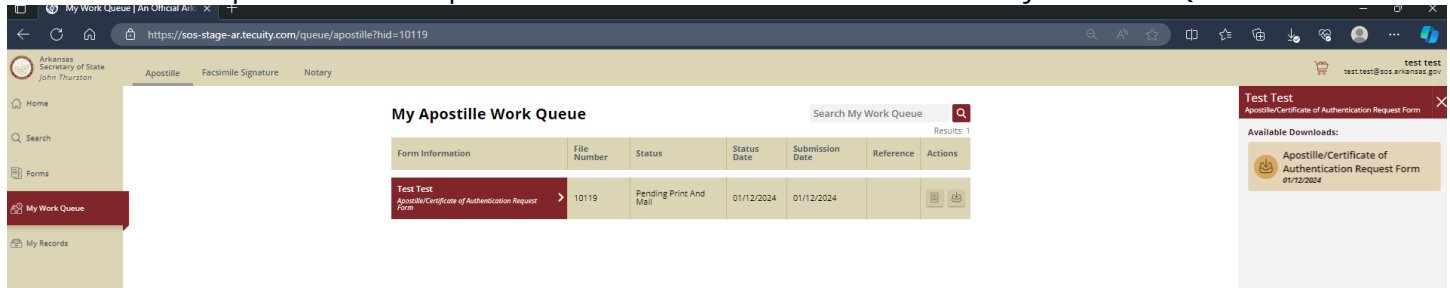 My Work Queue | An Official Ark
https://sos-stage-ar.tecuity.com/queue/apostille?hid=10119
Arkansas
Secretary of State
John Thurston
Apostille
Facsimile Signature
Notary
test test
test.test@sos.arkansas.gov
Home
Search
Forms
My Work Queue
My Records
My Apostille Work Queue
Search My Work Queue
Results: 1
Form Information
File Number
Status
Status Date
Submission Date
Reference
Actions
Test Test
Apostille/Certificate of Authentication Request
Form
10119
Pending Print And
Mail
01/12/2024
01/12/2024
Test Test
Apostille/Certificate of Authentication Request Form
Available Downloads:
Apostille/Certificate of
Authentication Request Form
01/12/2024